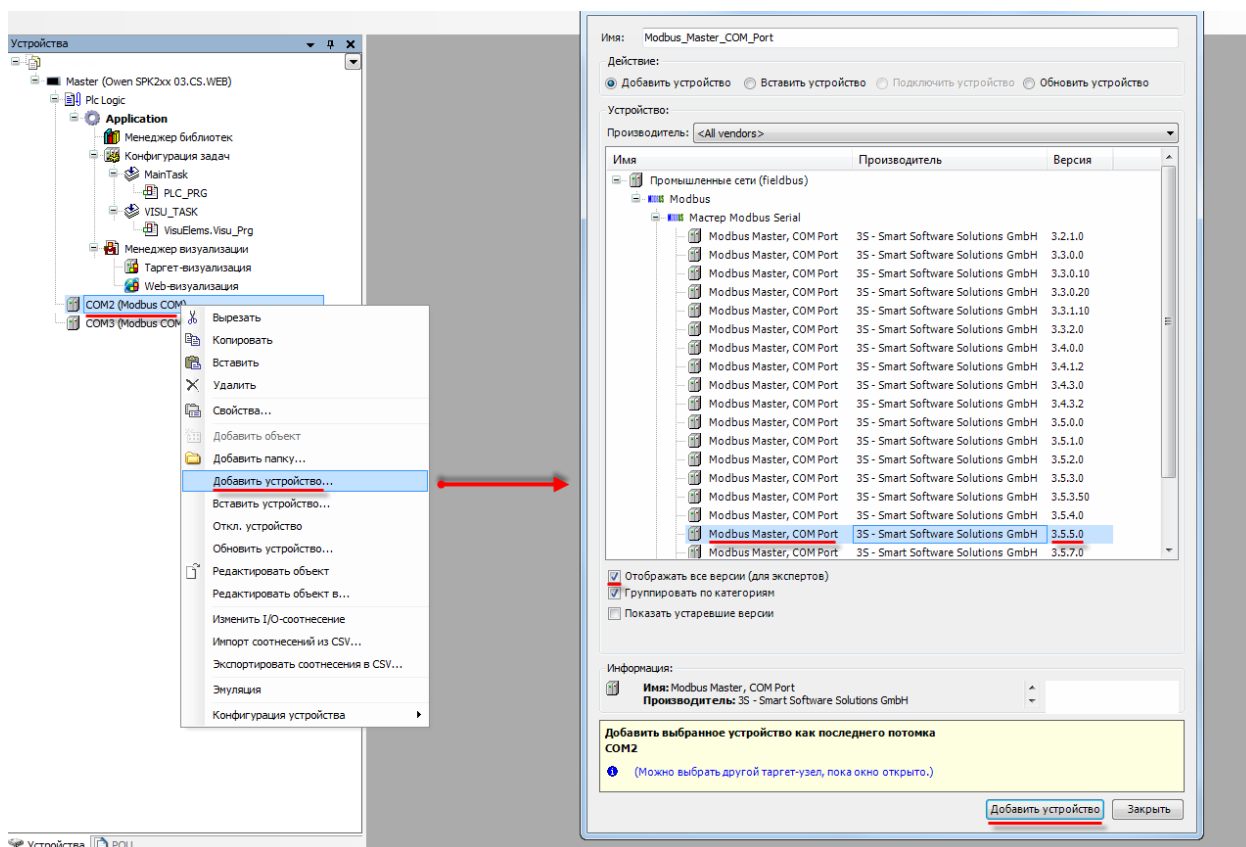 Устройства
Master (Owen SPK2xx 03.CS.WEB)
Plc Logic
Application
Менеджер библиотек
Конфигурация задач
MainTask
PLC_PRG
VISU_TASK
VisuElems.Visu_Prg
Менеджер визуализации
Таргет-визуализация
Web-визуализация
COM2 (Modbus COM)
COM3 (Modbus COM
Вырезать
Копировать
Вставить
Удалить
Свойства...
Добавить объект
Добавить папку...
Добавить устройство...
Вставить устройство...
Откл. устройство
Обновить устройство...
Редактировать объект
Редактировать объект в...
Изменить I/O-соотнесение
Импорт соотнесений из CSV...
Экспортировать соотнесения в CSV...
Эмуляция
Конфигурация устройства
Устройства POU
Имя: Modbus_Master_COM_Port
Действие:
Добавить устройство Вставить устройство Подключить устройство Обновить устройство
Устройство:
Производитель: <All vendors>
Имя Производитель Версия
Промышленные сети (fieldbus)
Modbus
Мастер Modbus Serial
Modbus Master, COM Port 3S - Smart Software Solutions GmbH 3.2.1.0
Modbus Master, COM Port 3S - Smart Software Solutions GmbH 3.3.0.0
Modbus Master, COM Port 3S - Smart Software Solutions GmbH 3.3.0.10
Modbus Master, COM Port 3S - Smart Software Solutions GmbH 3.3.0.20
Modbus Master, COM Port 3S - Smart Software Solutions GmbH 3.3.1.10
Modbus Master, COM Port 3S - Smart Software Solutions GmbH 3.3.2.0
Modbus Master, COM Port 3S - Smart Software Solutions GmbH 3.4.0.0
Modbus Master, COM Port 3S - Smart Software Solutions GmbH 3.4.1.2
Modbus Master, COM Port 3S - Smart Software Solutions GmbH 3.4.3.0
Modbus Master, COM Port 3S - Smart Software Solutions GmbH 3.4.3.2
Modbus Master, COM Port 3S - Smart Software Solutions GmbH 3.5.0.0
Modbus Master, COM Port 3S - Smart Software Solutions GmbH 3.5.1.0
Modbus Master, COM Port 3S - Smart Software Solutions GmbH 3.5.2.0
Modbus Master, COM Port 3S - Smart Software Solutions GmbH 3.5.3.0
Modbus Master, COM Port 3S - Smart Software Solutions GmbH 3.5.3.50
Modbus Master, COM Port 3S - Smart Software Solutions GmbH 3.5.4.0
Modbus Master, COM Port 3S - Smart Software Solutions GmbH 3.5.5.0
Modbus Master, COM Port 3S - Smart Software Solutions GmbH 3.5.7.0
Отображать все версии (для экспертов)
Группировать по категориям
Показать устаревшие версии
Информация:
Имя: Modbus Master, COM Port
Производитель: 3S - Smart Software Solutions GmbH
Добавить выбранное устройство как последнего потомка
COM2
(Можно выбрать другой таргет-узел, пока окно открыто.)
Добавить устройство Закрыть